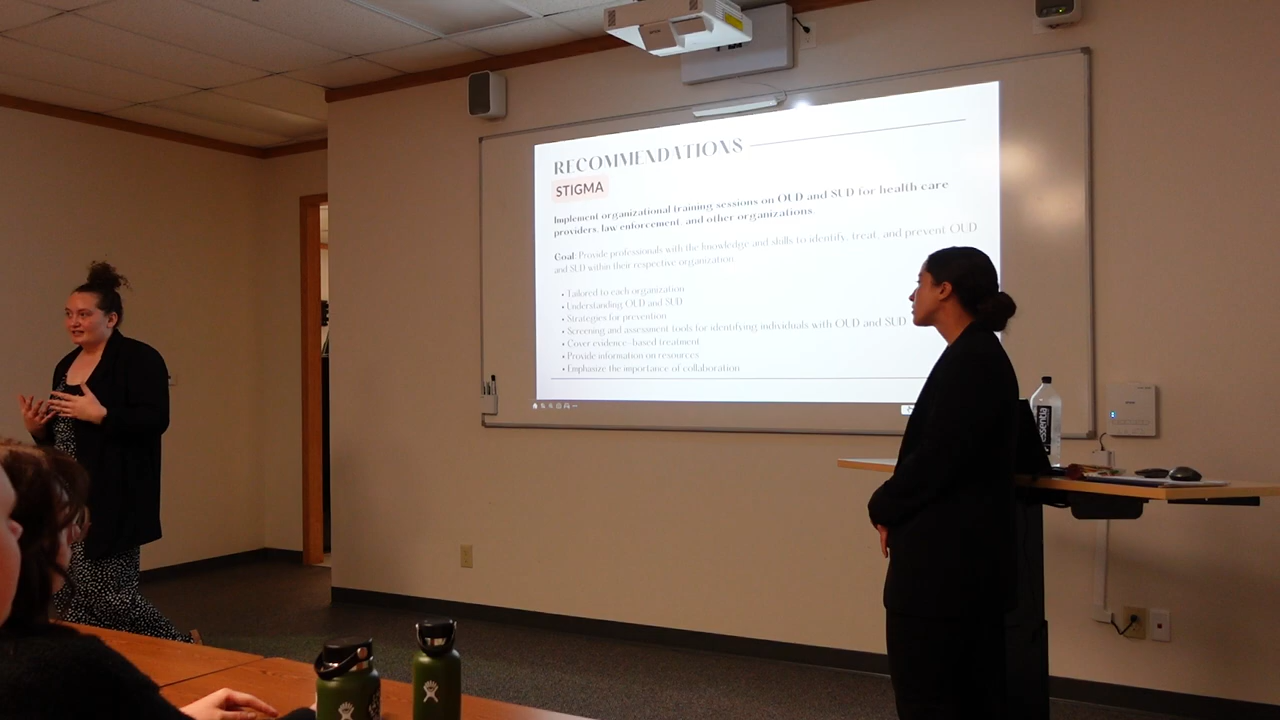 RECOMMENDATIONS
STIGMA
Implement organizational training sessions on OUD and SUD for health care
providers, law enforcement, and other organizations
Goal: Provide professionals with the knowledge and skills to identify, treat, and prevent OUD
and SUD within their respective organization
• Tailored to each organization
• Understanding OUD and SUD
• Strategies for prevention
• Screening and assessment tools for identifying individuals with OUD and SUD
• Cover evidence-based treatment
• Provide information on resources
• Emphasize the importance of collaboration
essentia